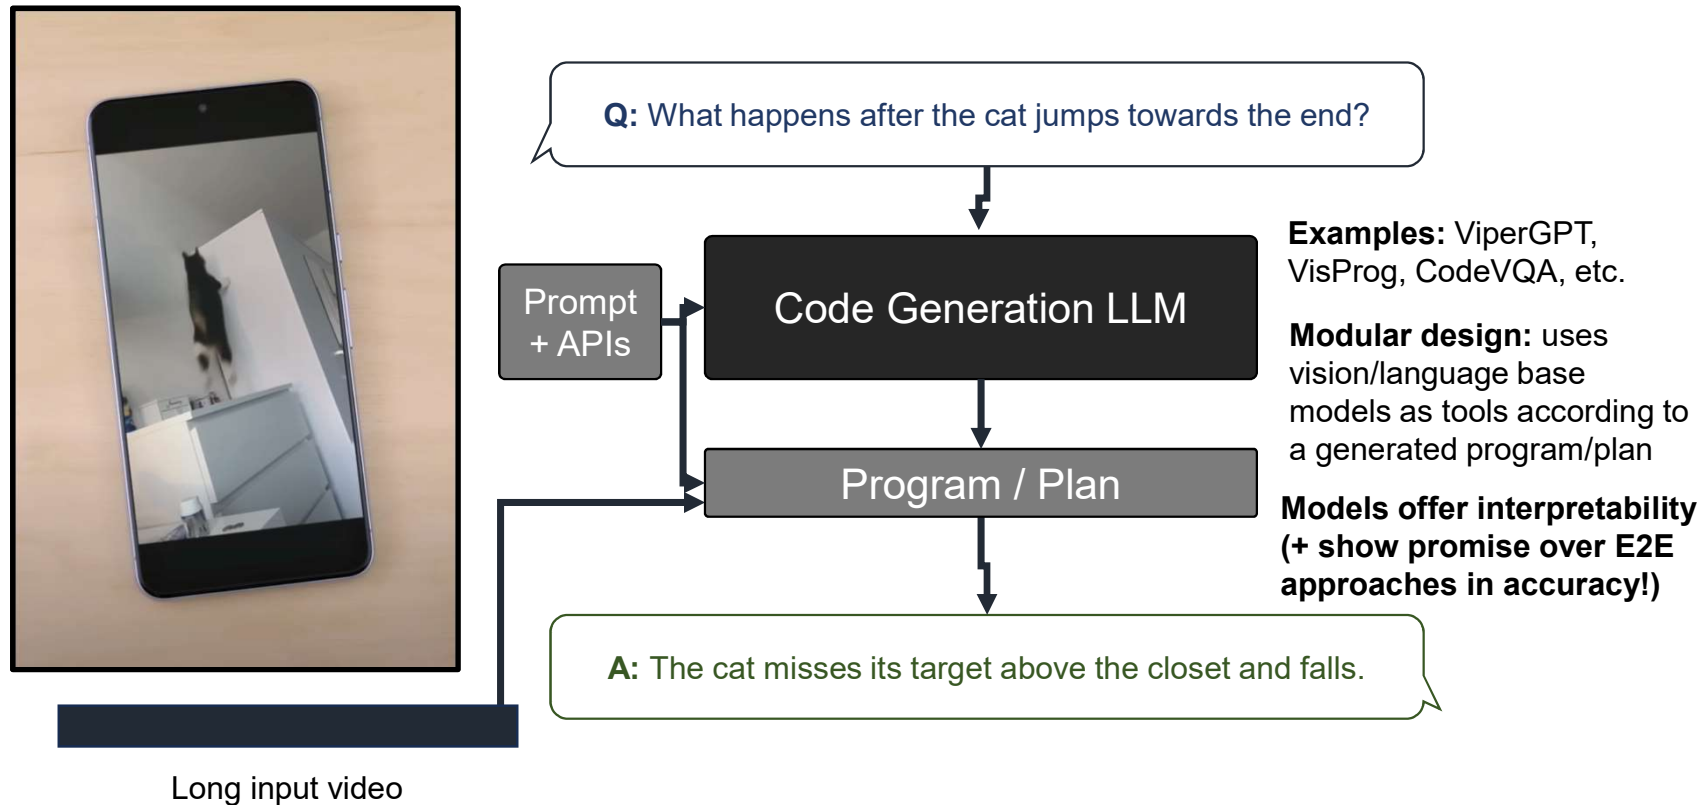 Q: What happens after the cat jumps towards the end?
Prompt
+ APIs
Code Generation LLM
Program / Plan
A: The cat misses its target above the closet and falls.
Examples: ViperGPT,
VisProg, CodeVQA, etc.
Modular design: uses
vision/language base
models as tools according to
a generated program/plan
Models offer interpretability
(+ show promise over E2E
approaches in accuracy!)
Long input video